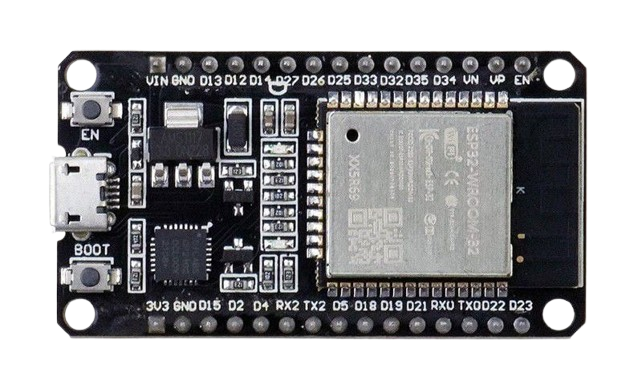 VIN GND D13 D12 D14 D27 D26 D25 D33 D32 D35 D34 VN VP EN
EN
BOOT
ESP32-WROOM-32
XX5R69
3V3 GND D15 D2 D4 RX2 TX2 D5 D18 D19 D21 RX0 TX0 D22 D23